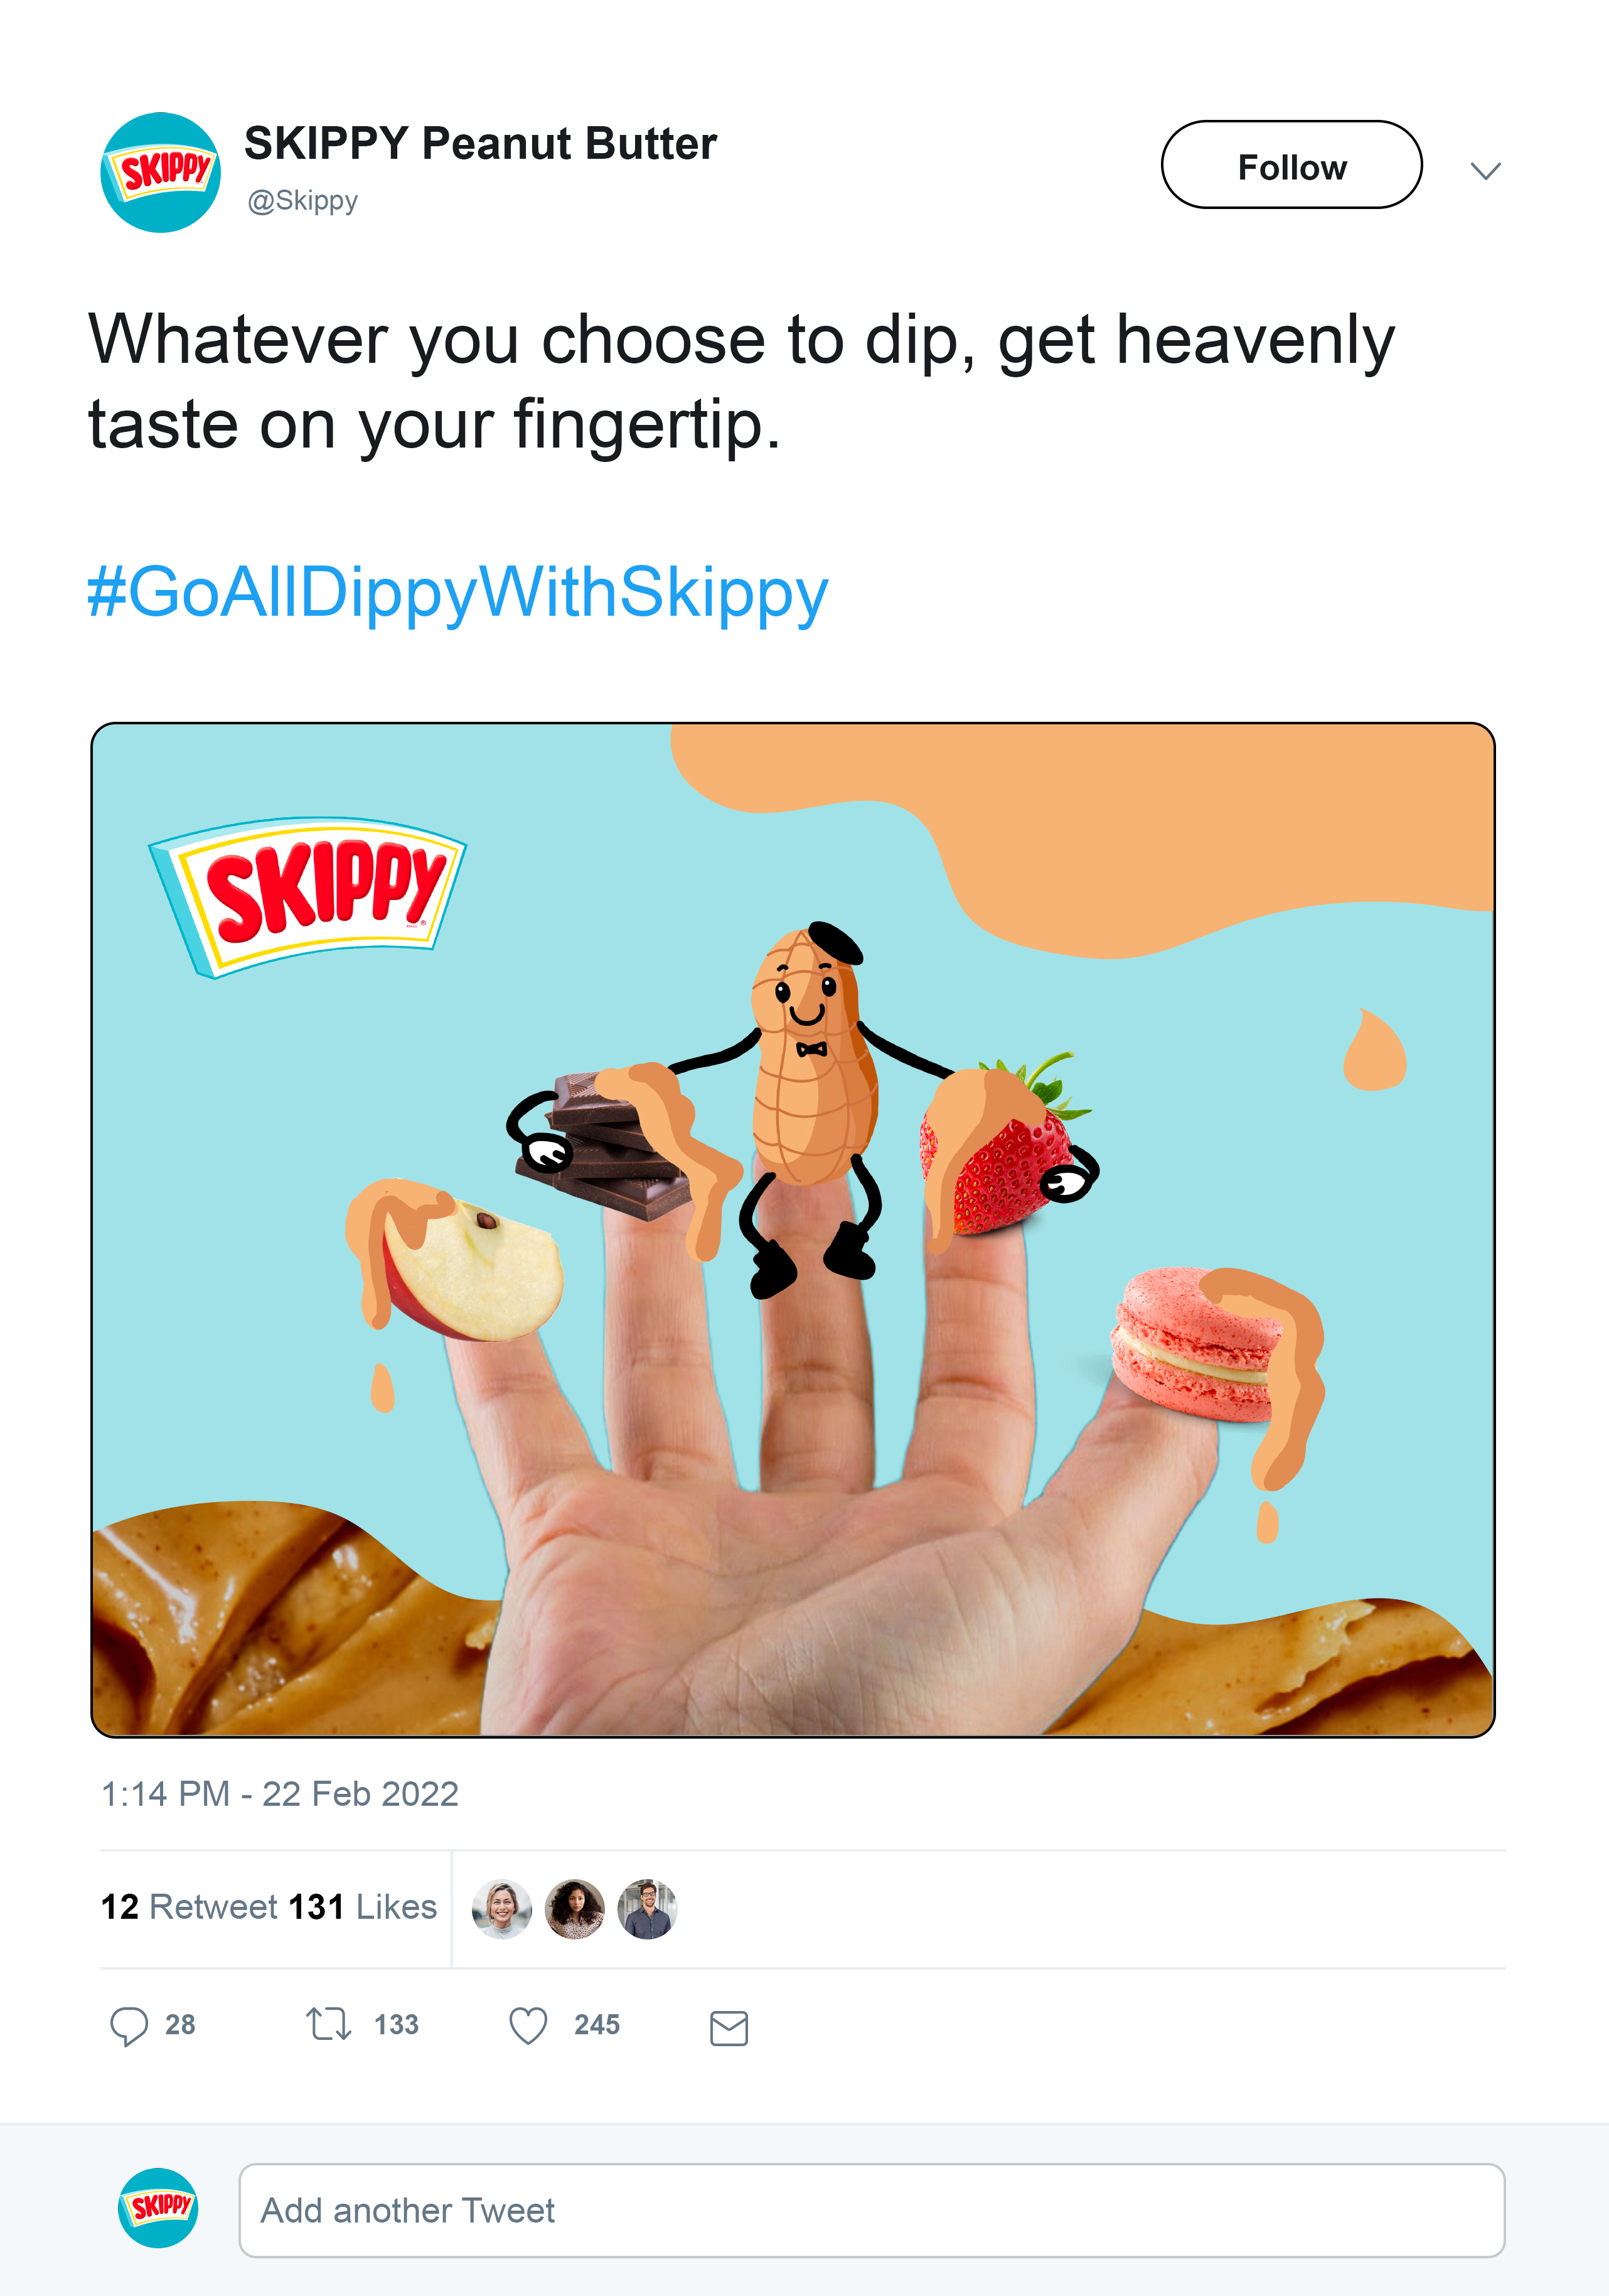 SKIPPY
SKIPPY Peanut Butter
@Skippy
Follow
Whatever you choose to dip, get heavenly
taste on your fingertip.
#GoAllDippyWithSkippy
SKIPPY
1:14 PM - 22 Feb 2022
12 Retweet 131 Likes
28 133 245
SKIPPY
Add another Tweet